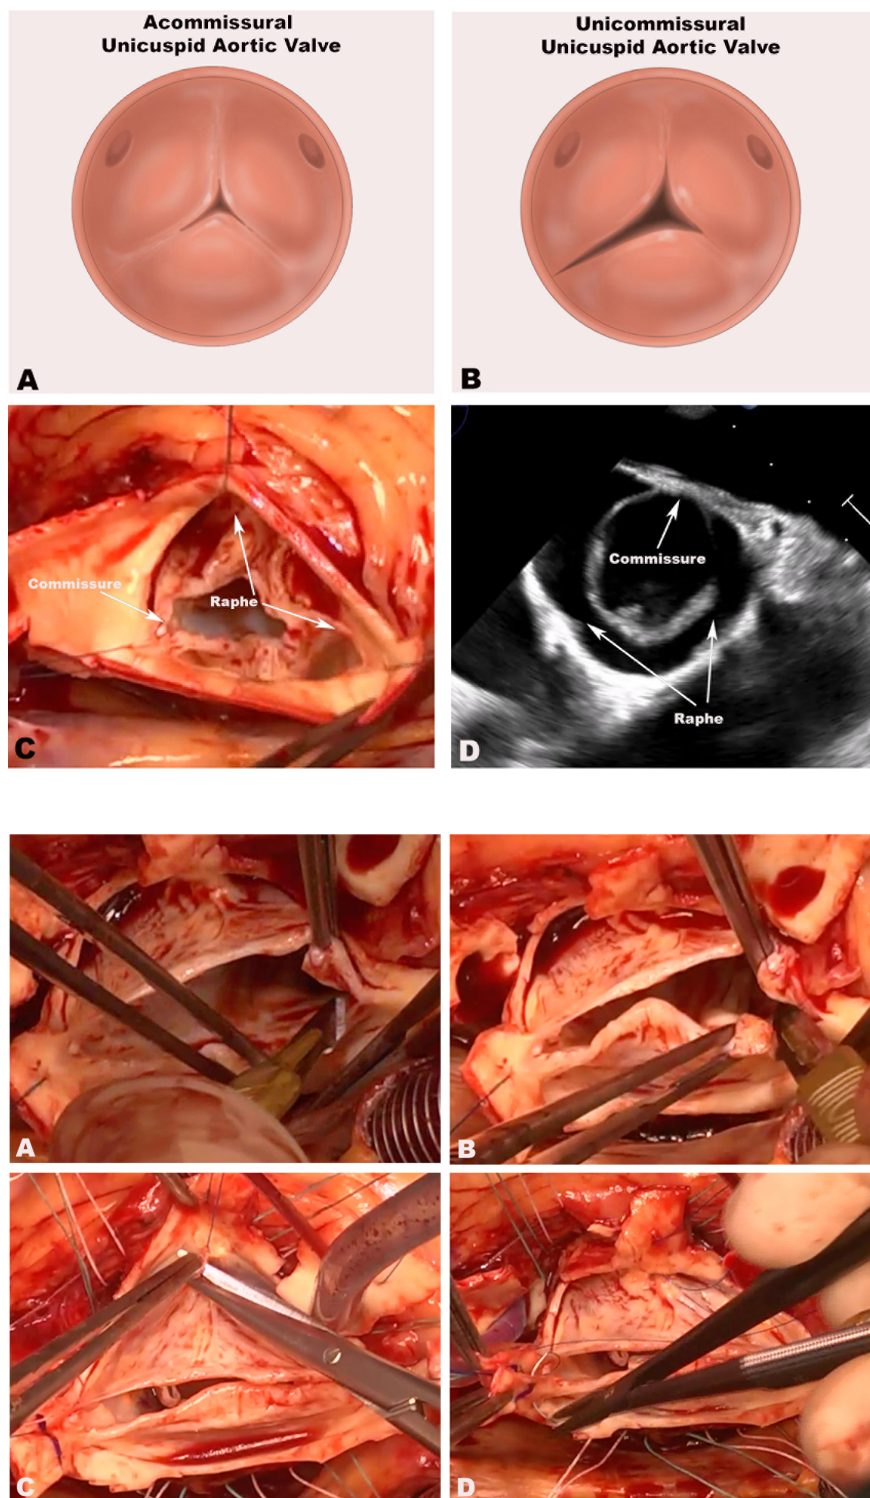 Acommissural
Unicuspid Aortic Valve
Unicommissural
Unicuspid Aortic Valve
A
B
Commissure
Raphe
C
Commissure
Raphe
D
A
B
C
D